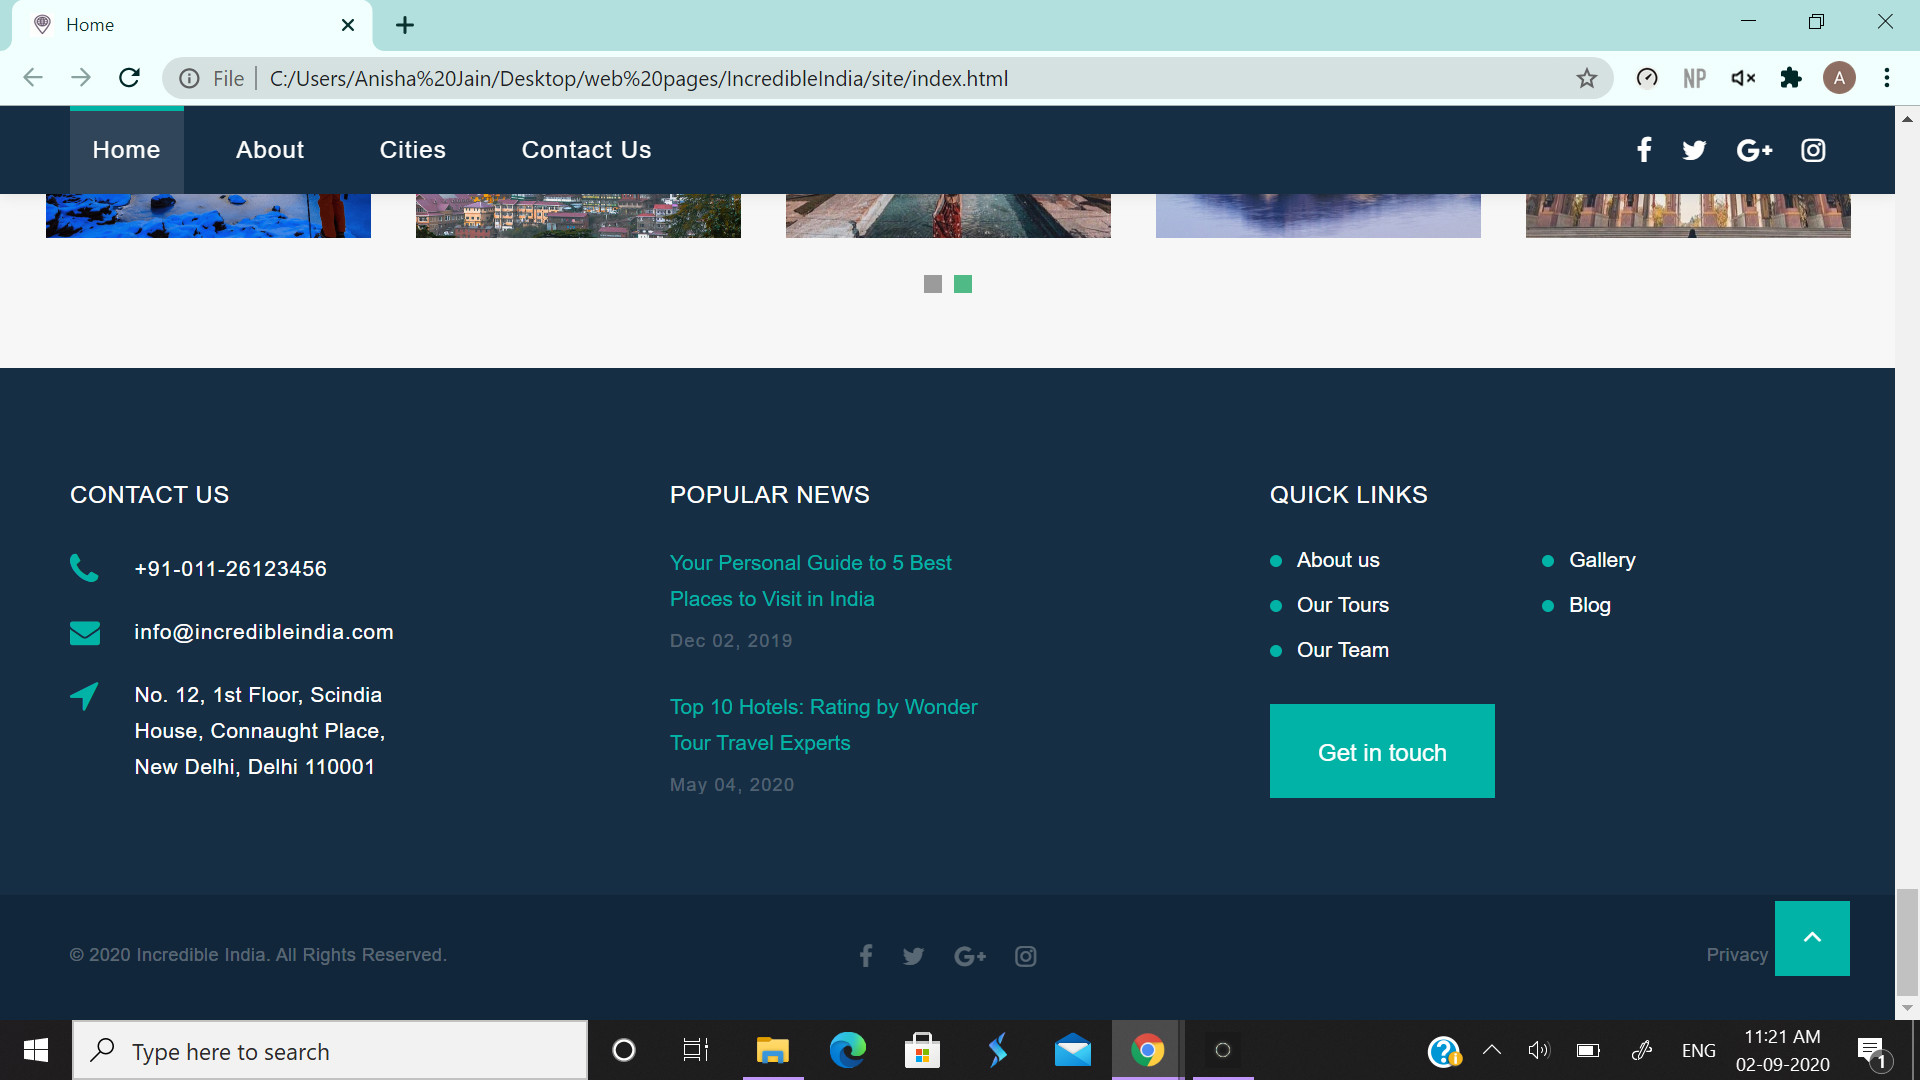 Home
File
C:/Users/Anisha%20Jain/Desktop/web%20pages/IncredibleIndia/site/index.html
NP
A
Home
About
Cities
Contact Us
CONTACT US
+91-011-26123456
info@incredibleindia.com
No. 12, 1st Floor, Scindia
House, Connaught Place,
New Delhi, Delhi 110001
POPULAR NEWS
Your Personal Guide to 5 Best
Places to Visit in India
Dec 02, 2019
Top 10 Hotels: Rating by Wonder
Tour Travel Experts
May 04, 2020
QUICK LINKS
About us
Our Tours
Our Team
Gallery
Blog
Get in touch
© 2020 Incredible India. All Rights Reserved.
Privacy
Type here to search
ENG
11:21 AM
02-09-2020
1